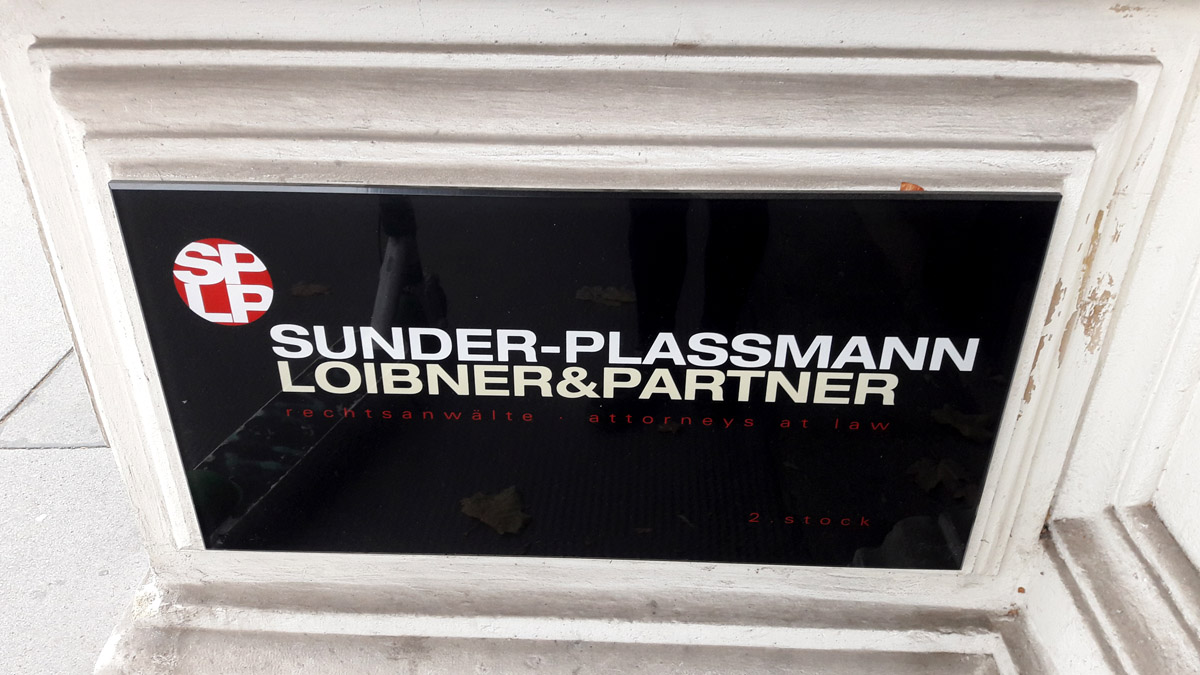 SP
LP
SUNDER-PLASSMANN
LOIBNER&PARTNER
rechtsanwälte · attorneys at law
2.stock